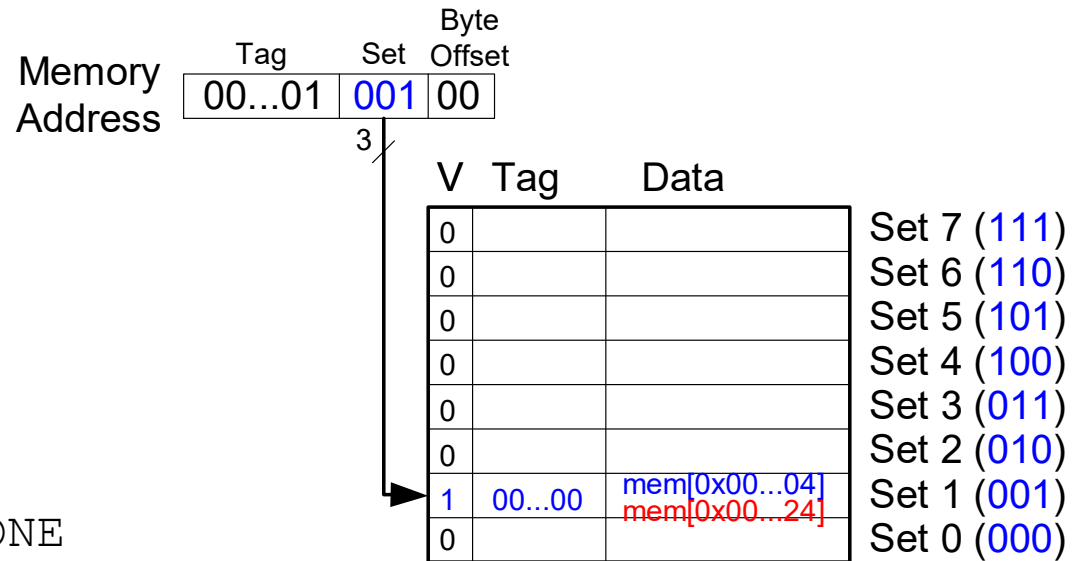 Byte
Tag Set Offset
Memory
Address
00...01 001 00
3
V Tag Data
0 Set 7 (111)
0 Set 6 (110)
0 Set 5 (101)
0 Set 4 (100)
0 Set 3 (011)
0 Set 2 (010)
1 00...00 mem[0x00...04] Set 1 (001)
mem[0x00...24]
0 Set 0 (000)